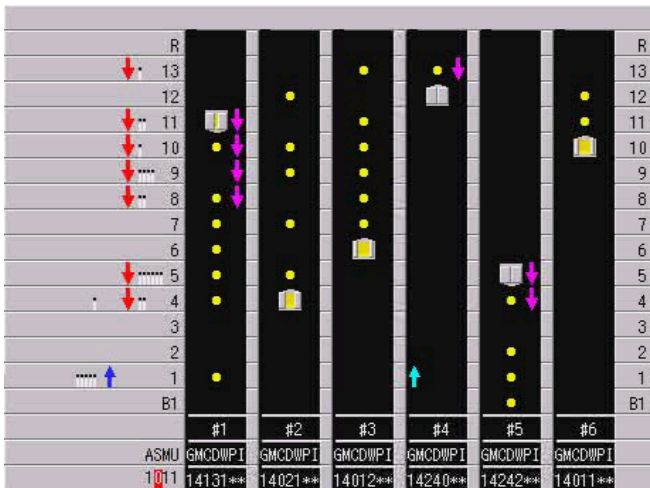 R R
13 13
12 12
11 11
10 10
9 9
8 8
7 7
6 6
5 5
4 4
3 3
2 2
1 1
B1 B1
#1 #2 #3 #4 #5 #6
ASMU GMCDWPI GMCDWPI GMCDWPI GMCDWPI GMCDWPI GMCDWPI
1011 14131** 14021** 14012** 14240** 14242** 14011**